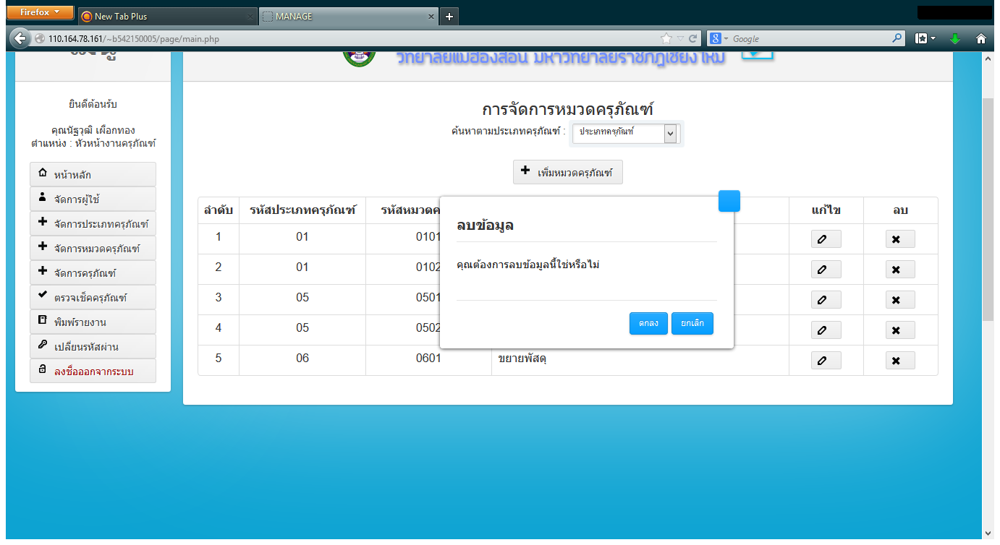 Firefox
New Tab Plus
MANAGE
110.164.78.161/~b542150005/page/main.php
Google
วิทยาลัยแม่ฮ่องสอน มหาวิทยาลัยราชภัฏเชียงใหม่
ยินดีต้อนรับ
คุณนัฐวุฒิ เผือกทอง
ตำแหน่ง : หัวหน้างานครุภัณฑ์
หน้าหลัก
จัดการผู้ใช้
จัดการประเภทครุภัณฑ์
จัดการหมวดครุภัณฑ์
จัดการครุภัณฑ์
ตรวจเช็คครุภัณฑ์
พิมพ์รายงาน
เปลี่ยนรหัสผ่าน
ลงชื่อออกจากระบบ
การจัดการหมวดครุภัณฑ์
ค้นหาตามประเภทครุภัณฑ์ : ประเภทครุภัณฑ์
เพิ่มหมวดครุภัณฑ์
ลำดับ รหัสประเภทครุภัณฑ์ รหัสหมวดค แก้ไข ลบ
1 01 0101
2 01 0102
3 05 0501
4 05 0502
5 06 0601 ขยายพัสดุ
ลบข้อมูล
คุณต้องการลบข้อมูลนี้ใช่หรือไม่
ตกลง ยกเลิก